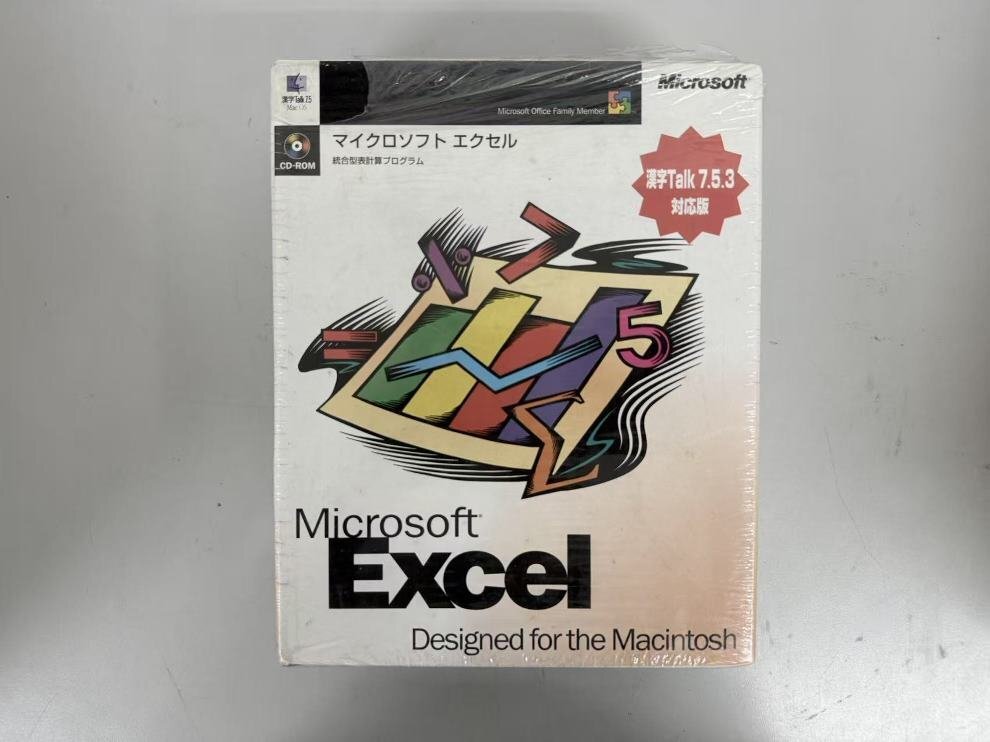 漢字Talk 7.5
Mac OS
Microsoft Office Family Member
Microsoft
CD-ROM
マイクロソフト エクセル
統合型表計算プログラム
漢字Talk 7.5.3
対応版
=
5
Microsoft®
Excel
Designed for the Macintosh